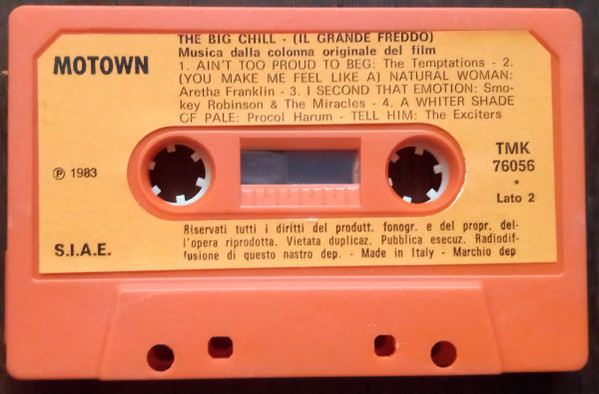 THE BIG CHILL - (IL GRANDE FREDDO)
MOTOWN
Musica dalla colonna originale del film
1. AIN'T TOO PROUD TO BEG: The Temptations - 2.
(YOU MAKE ME FEEL LIKE A) NATURAL WOMAN:
Aretha Franklin - 3. I SECOND THAT EMOTION: Smo-
key Robinson & The Miracles - 4. A WHITER SHADE
OF PALE: Procol Harum - TELL HIM: The Exciters
℗ 1983
TMK
76056
*
Lato 2
S.I.A.E.
Riservati tutti i diritti del produtt. fonogr. e del propr. del-
l'opera riprodotta. Vietata duplicaz. Pubblica esecuz. Radiodif-
fusione di questo nastro dep. - Made in Italy - Marchio dep